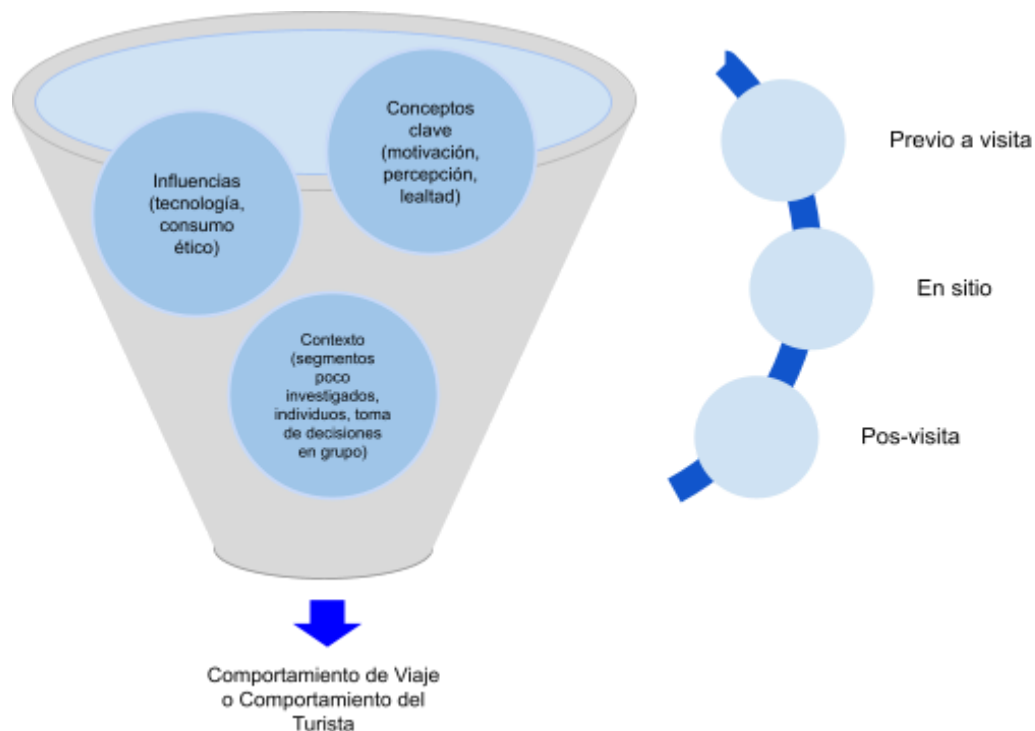 Conceptos
clave
(motivación,
percepción,
lealtad)
Influencias
(tecnología,
consumo
ético)
Contexto
(segmentos
poco
investigados,
individuos, toma
de decisiones
en grupo)
Comportamiento de Viaje
o Comportamiento del
Turista
Previo a visita
En sitio
Pos-visita